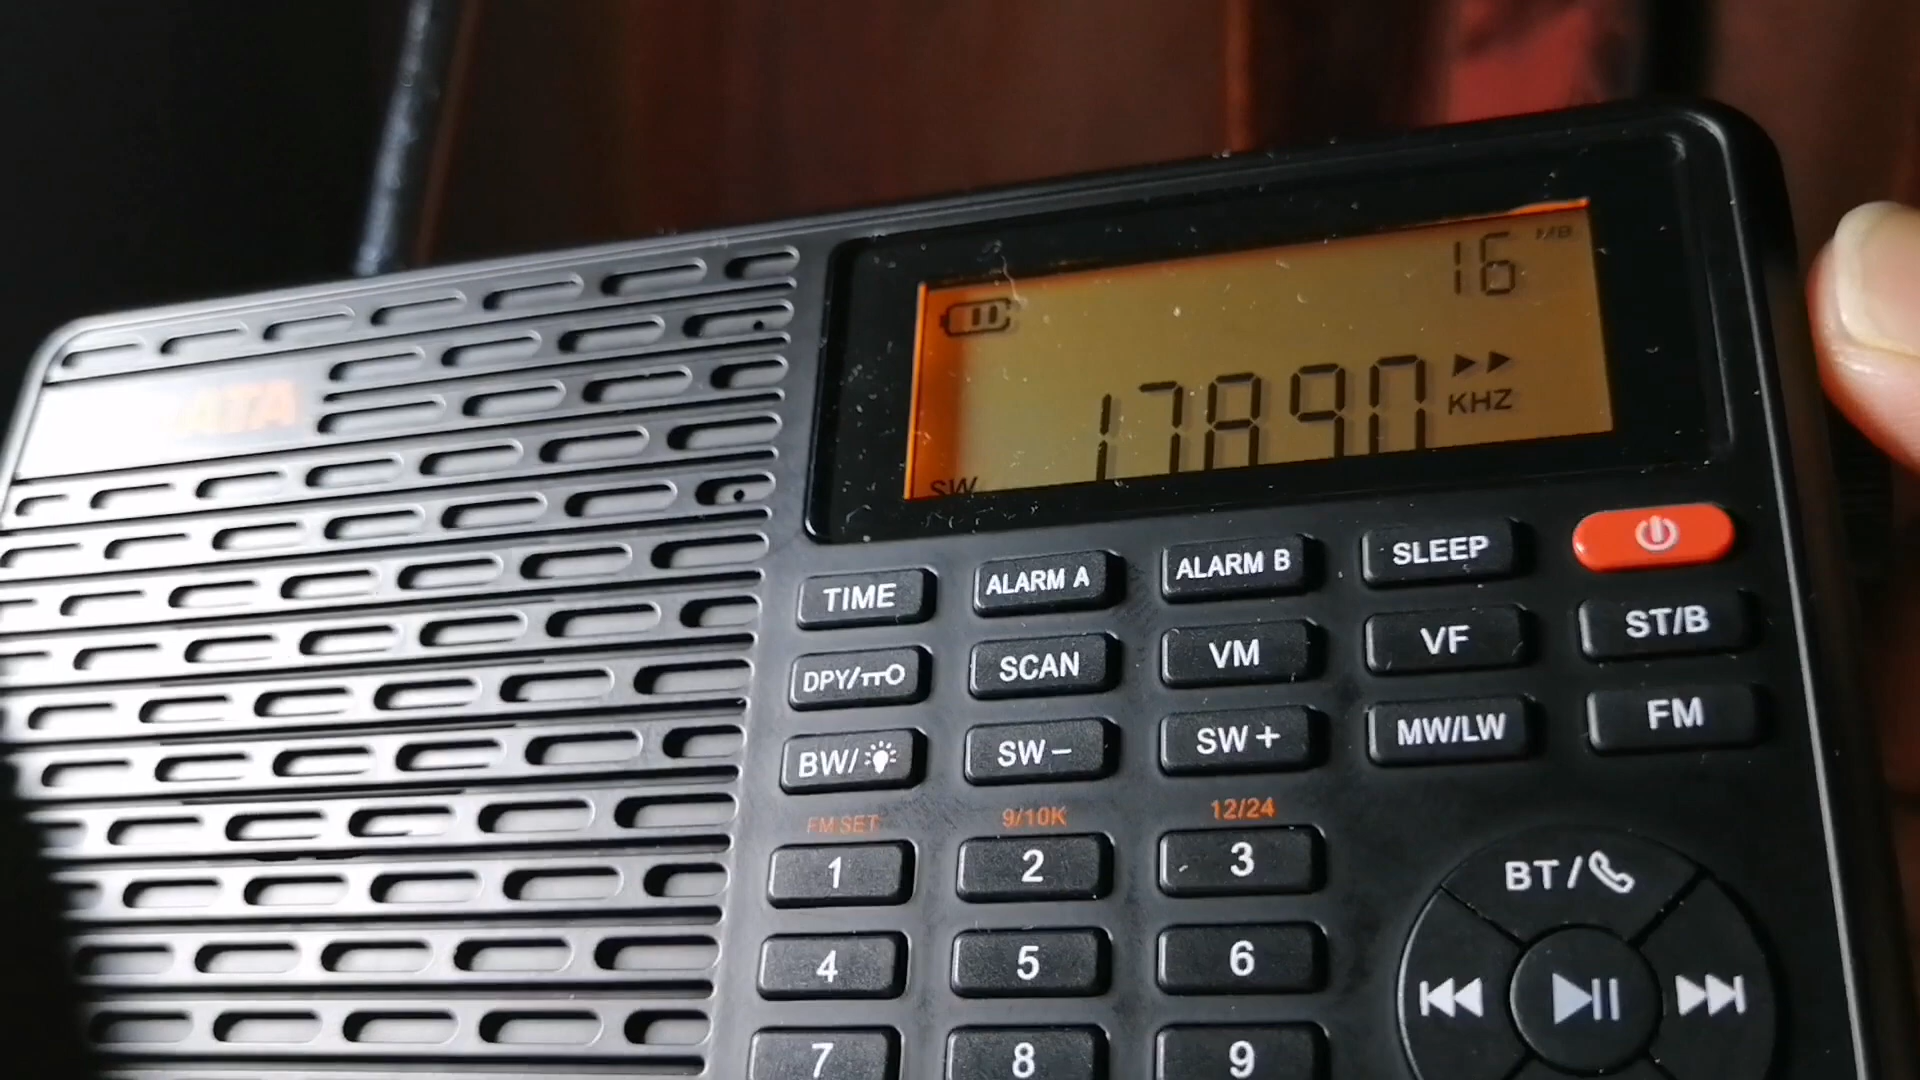 16 MB
17890 KHZ
SW
TIME ALARM A ALARM B SLEEP
DPY/ SCAN VM VF ST/B
BW/ SW- SW+ MW/LW FM
FM SET 9/10K 12/24
1 2 3
BT/
4 5 6
7 8 9